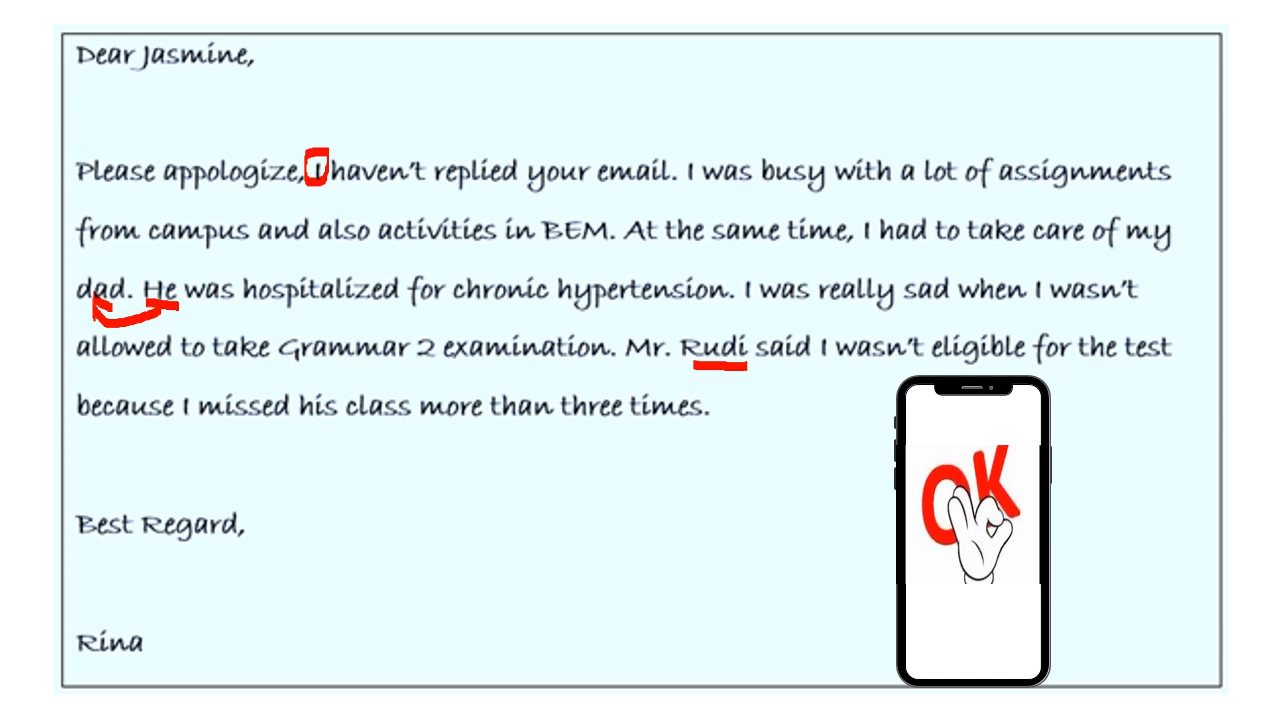 Dear Jasmine,
Please appologize, I haven't replied your email. I was busy with a lot of assignments
from campus and also activities in BEM. At the same time, I had to take care of my
dad. He was hospitalized for chronic hypertension. I was really sad when I wasn't
allowed to take Grammar 2 examination. Mr. Rudi said I wasn't eligible for the test
because I missed his class more than three times.
OK
Best Regard,
Rina